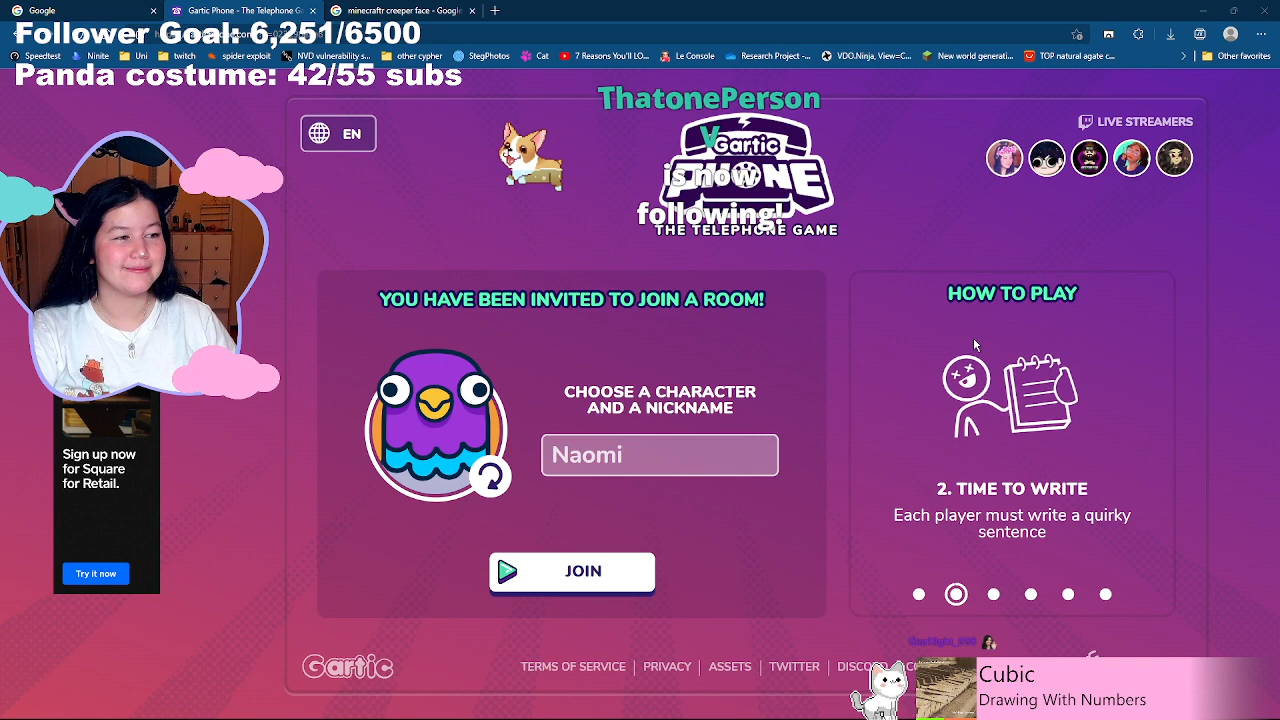 Google
Gartic Phone - The Telephone Ga
minecraftr creeper face - Google
Follower Goal: 6,251/6500
Speedtest
Ninite
Uni
twitch
spider exploit
NVD vulnerability s...
other cypher
StegPhotos
Cat
7 Reasons You'll LO...
Le Console
Research Project -...
VDO.Ninja, View=C...
New world generati...
TOP natural agate c...
Other favorites
Panda costume: 42/55 subs
EN
ThatonePerson
V
is now
following!
Gartic
PHONE
THE TELEPHONE GAME
LIVE STREAMERS
YOU HAVE BEEN INVITED TO JOIN A ROOM!
CHOOSE A CHARACTER
AND A NICKNAME
Naomi
JOIN
HOW TO PLAY
2. TIME TO WRITE
Each player must write a quirky
sentence
Sign up now
for Square
for Retail.
Try it now
Gartic
TERMS OF SERVICE
PRIVACY
ASSETS
TWITTER
Cubic
Drawing With Numbers